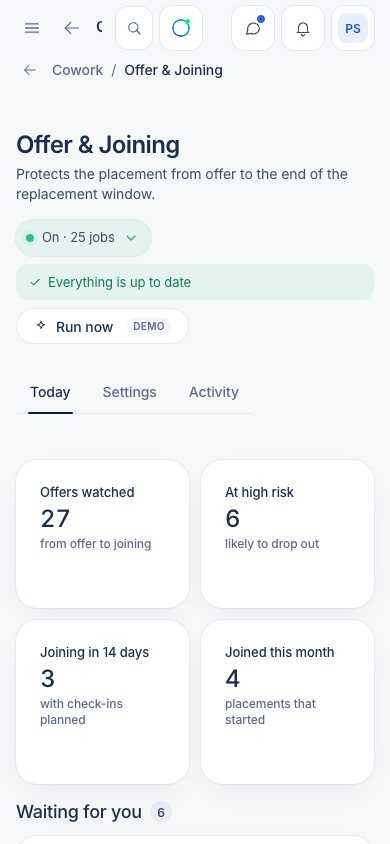 PS
Cowork / Offer & Joining
Offer & Joining
Protects the placement from offer to the end of the
replacement window.
On · 25 jobs
Everything is up to date
Run now DEMO
Today Settings Activity
Offers watched
27
from offer to joining
At high risk
6
likely to drop out
Joining in 14 days
3
with check-ins
planned
Joined this month
4
placements that
started
Waiting for you 6